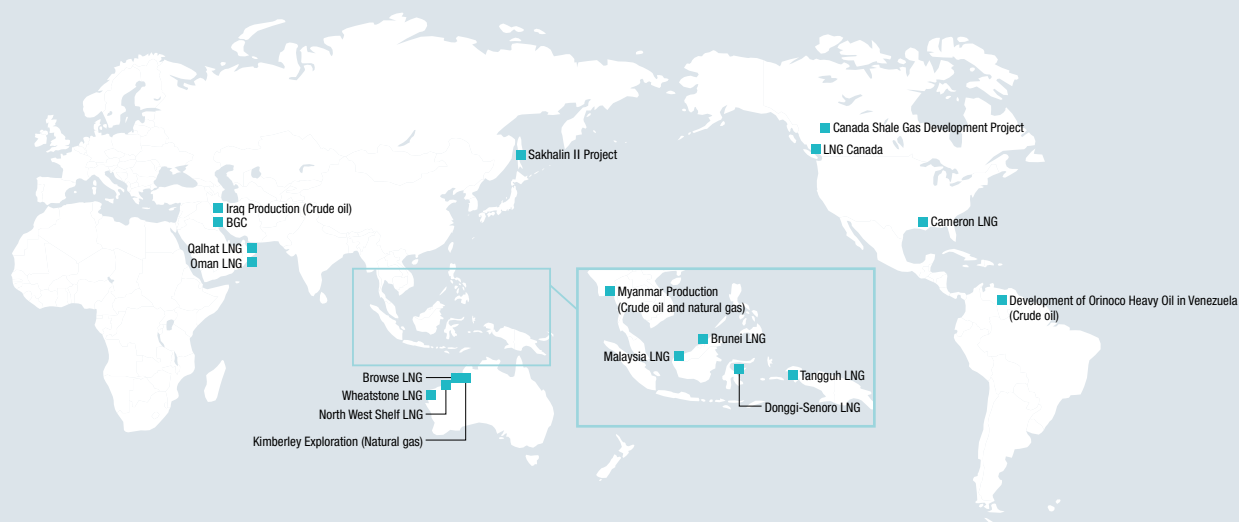 Canada Shale Gas Development Project
LNG Canada
Sakhalin II Project
Iraq Production (Crude oil)
BGC
Cameron LNG
Qalhat LNG
Oman LNG
Myanmar Production
(Crude oil and natural gas)
Development of Orinoco Heavy Oil in Venezuela
(Crude oil)
Brunei LNG
Malaysia LNG
Tangguh LNG
Donggi-Senoro LNG
Browse LNG
Wheatstone LNG
North West Shelf LNG
Kimberley Exploration (Natural gas)